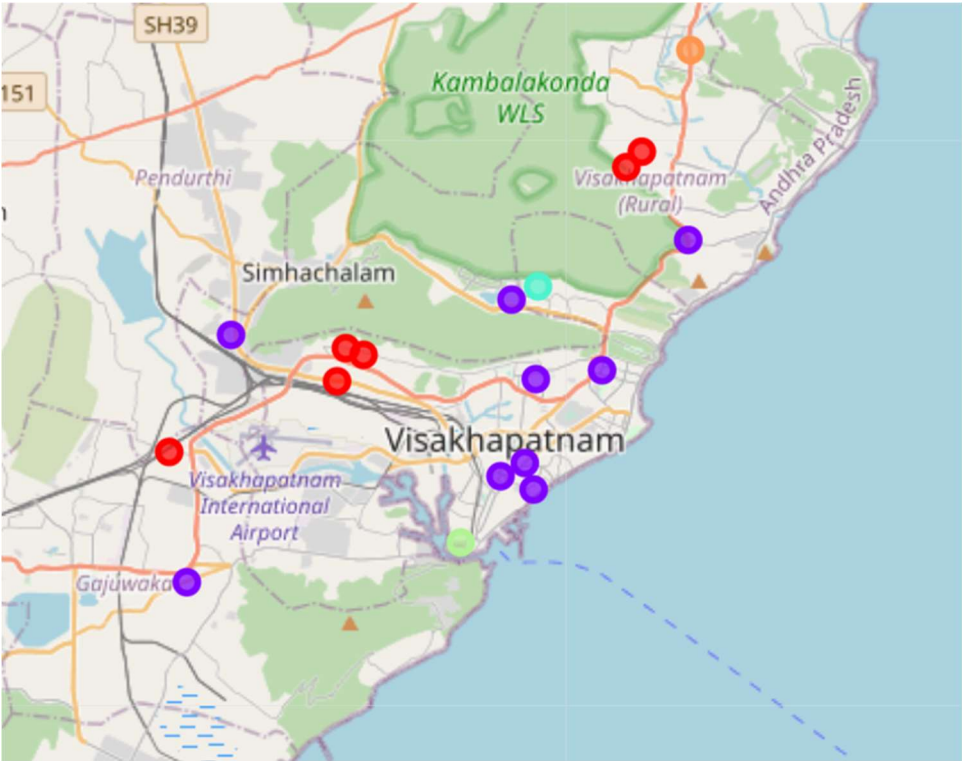 SH39
151
Kambalakonda
WLS
Pendurthi
Visakhapatnam
(Rural)
Andhra Pradesh
Simhachalam
Visakhapatnam
Visakhapatnam
International
Airport
Gajuwaka